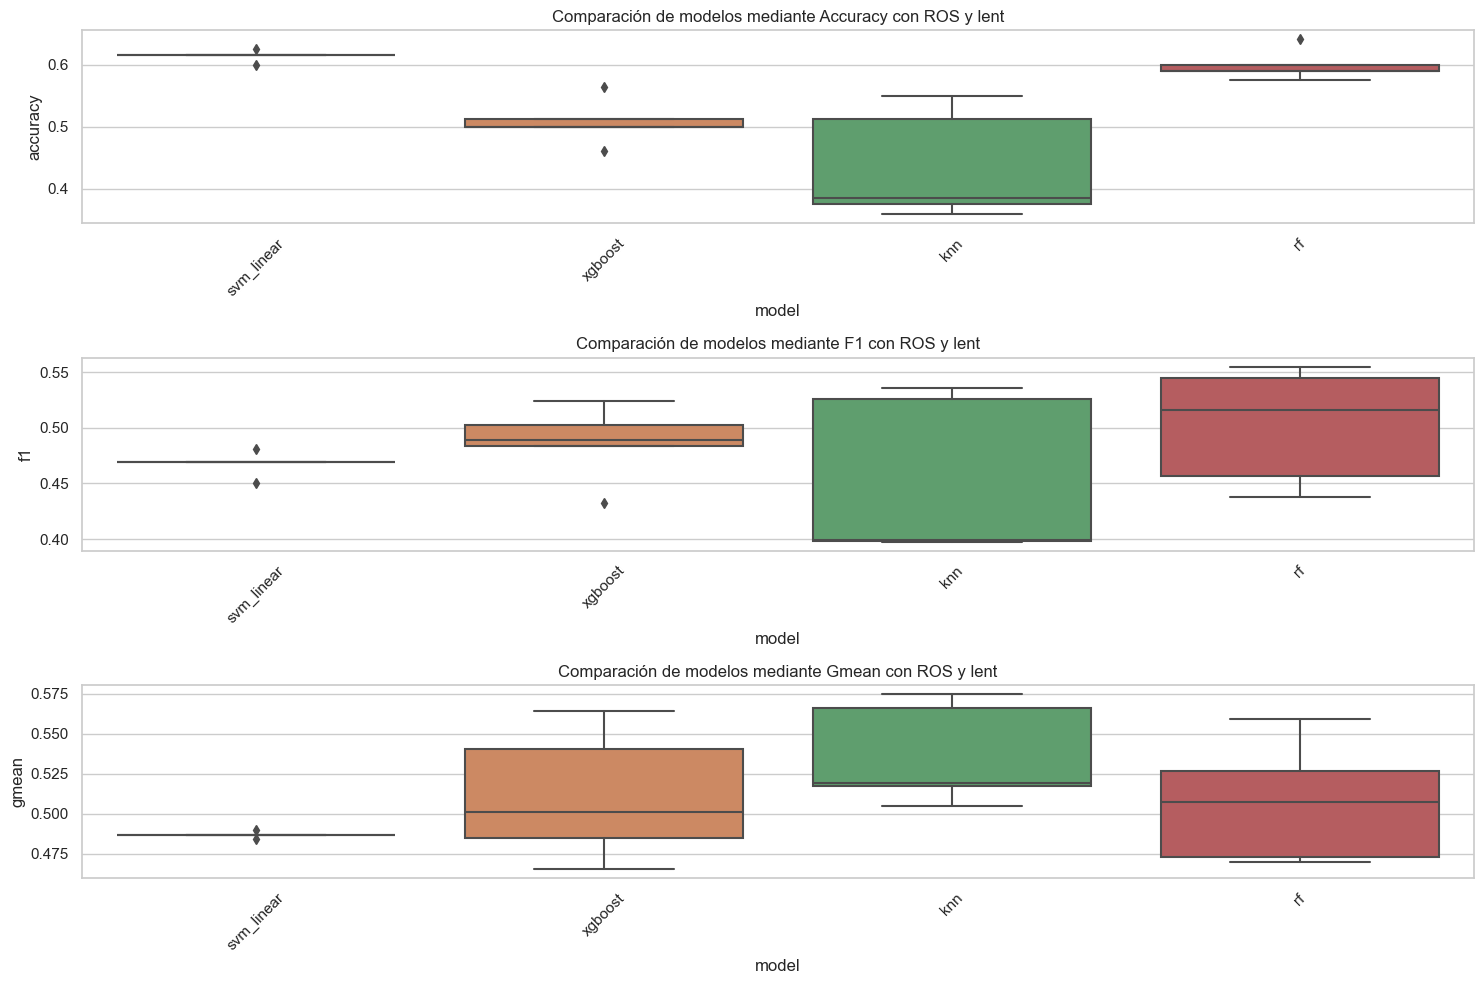 Comparación de modelos mediante Accuracy con ROS y lent
accuracy
0.6
0.5
0.4
svm_linear
xgboost
knn
rf
model
Comparación de modelos mediante F1 con ROS y lent
f1
0.55
0.50
0.45
0.40
svm_linear
xgboost
knn
rf
model
Comparación de modelos mediante Gmean con ROS y lent
gmean
0.575
0.550
0.525
0.500
0.475
svm_linear
xgboost
knn
rf
model